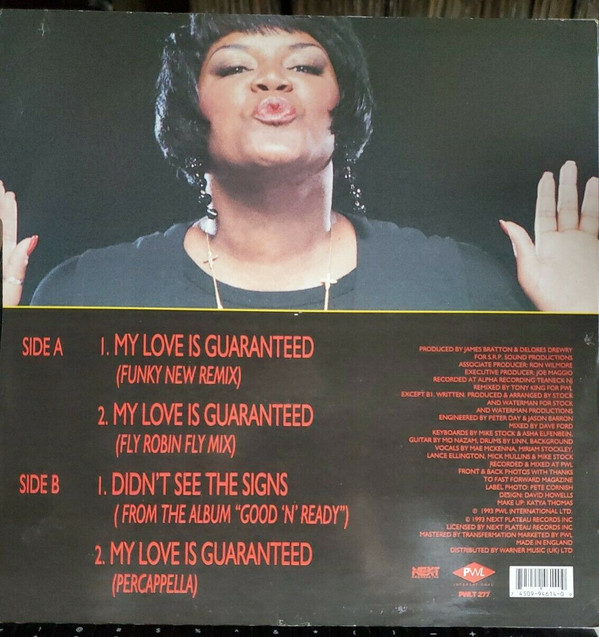 SIDE A
1. MY LOVE IS GUARANTEED
(FUNKY NEW REMIX)
2. MY LOVE IS GUARANTEED
(FLY ROBIN FLY MIX)
SIDE B
1. DIDN'T SEE THE SIGNS
( FROM THE ALBUM "GOOD 'N' READY")
2. MY LOVE IS GUARANTEED
(PERCAPPELLA)
PRODUCED BY JAMES BRATTON & DELORES DREWRY
FOR S.R.P. SOUND PRODUCTIONS
ASSOCIATE PRODUCER: RON WILMORE
EXECUTIVE PRODUCER: JOE MAGGIO
RECORDED AT ALPHA RECORDING TEANECK NJ
REMIXED BY TONY KING FOR PWL
EXCEPT B1. WRITTEN, PRODUCED & ARRANGED BY STOCK
AND WATERMAN FOR STOCK
AND WATERMAN PRODUCTIONS
ENGINEERED BY PETER DAY & JASON BARRON
MIXED BY DAVE FORD
KEYBOARDS BY MIKE STOCK & ASHA ELFENBEIN,
GUITAR BY MO NAZAM, DRUMS BY LINN, BACKGROUND
VOCALS BY MAE MCKENNA, MIRIAM STOCKLEY,
LANCE ELLINGTON, MICK MULLINS & MIKE STOCK
RECORDED & MIXED AT PWL
FRONT & BACK PHOTOS WITH THANKS
TO FAST FORWARD MAGAZINE
LABEL PHOTO: PETE CORNISH
DESIGN: DAVID HOWELLE
MAKE UP: KATYA THOMAS
℗ 1993 PWL INTERNATIONAL LTD.
© 1993 NEXT PLATEAU RECORDS INC
LICENSED BY NEXT PLATEAU RECORDS INC
MASTERED BY TRANSFERMATION MARKETED BY PWL
MADE IN ENGLAND
DISTRIBUTED BY WARNER MUSIC (UK) LTD
NEXT
PWL
INTERNATIONAL
PWLT 277
4509-94614-0